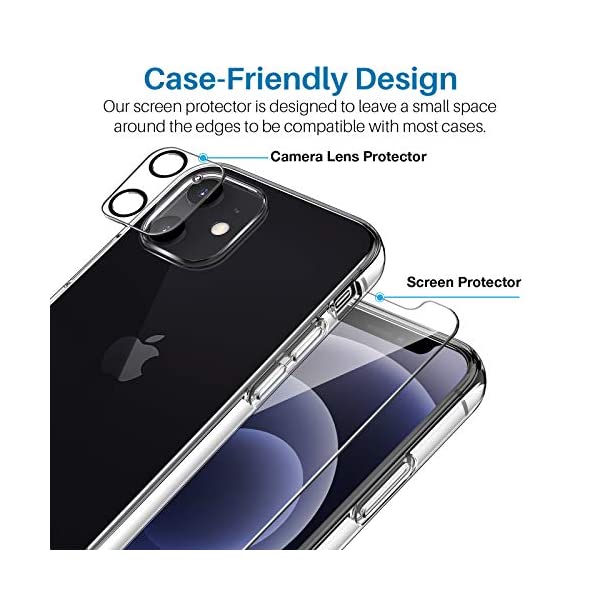 Case-Friendly Design
Our screen protector is designed to leave a small space
around the edges to be compatible with most cases.
Camera Lens Protector
Screen Protector